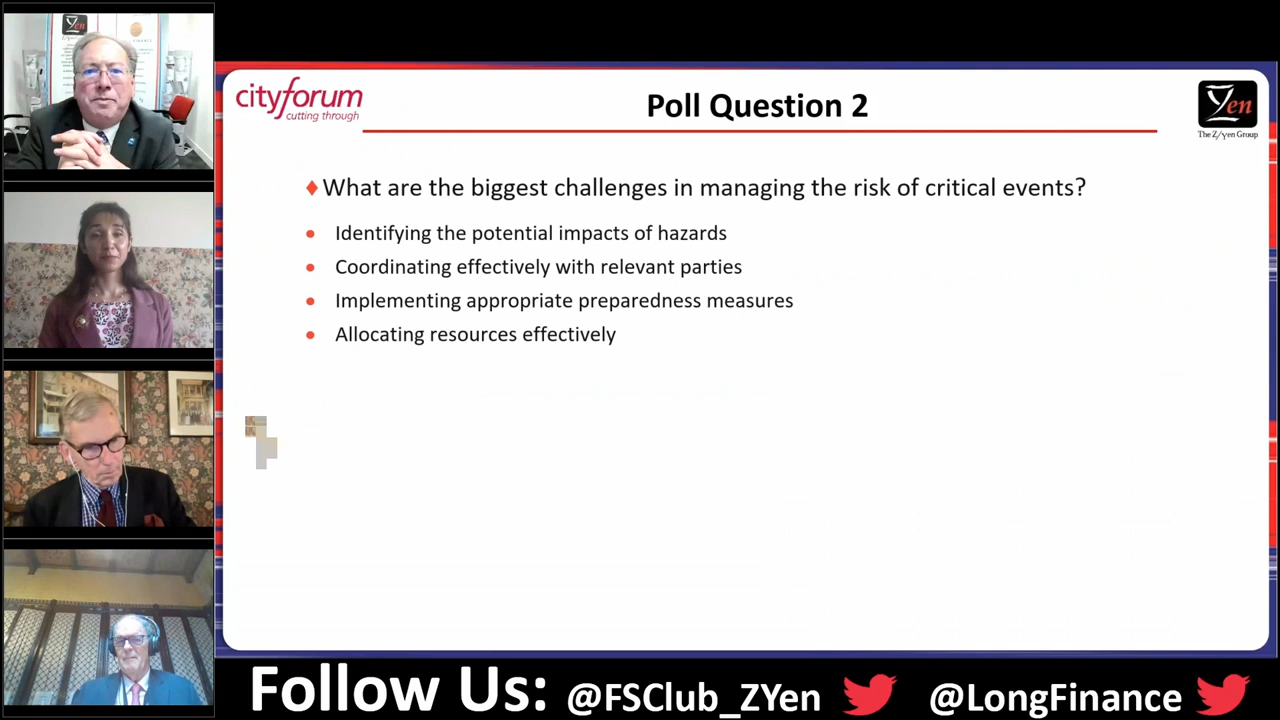 Yen
cityforum
cutting through
Poll Question 2
Yen
The Z/yen Group
What are the biggest challenges in managing the risk of critical events?
Identifying the potential impacts of hazards
Coordinating effectively with relevant parties
Implementing appropriate preparedness measures
Allocating resources effectively
Follow Us: @FSClub_ZYen @LongFinance